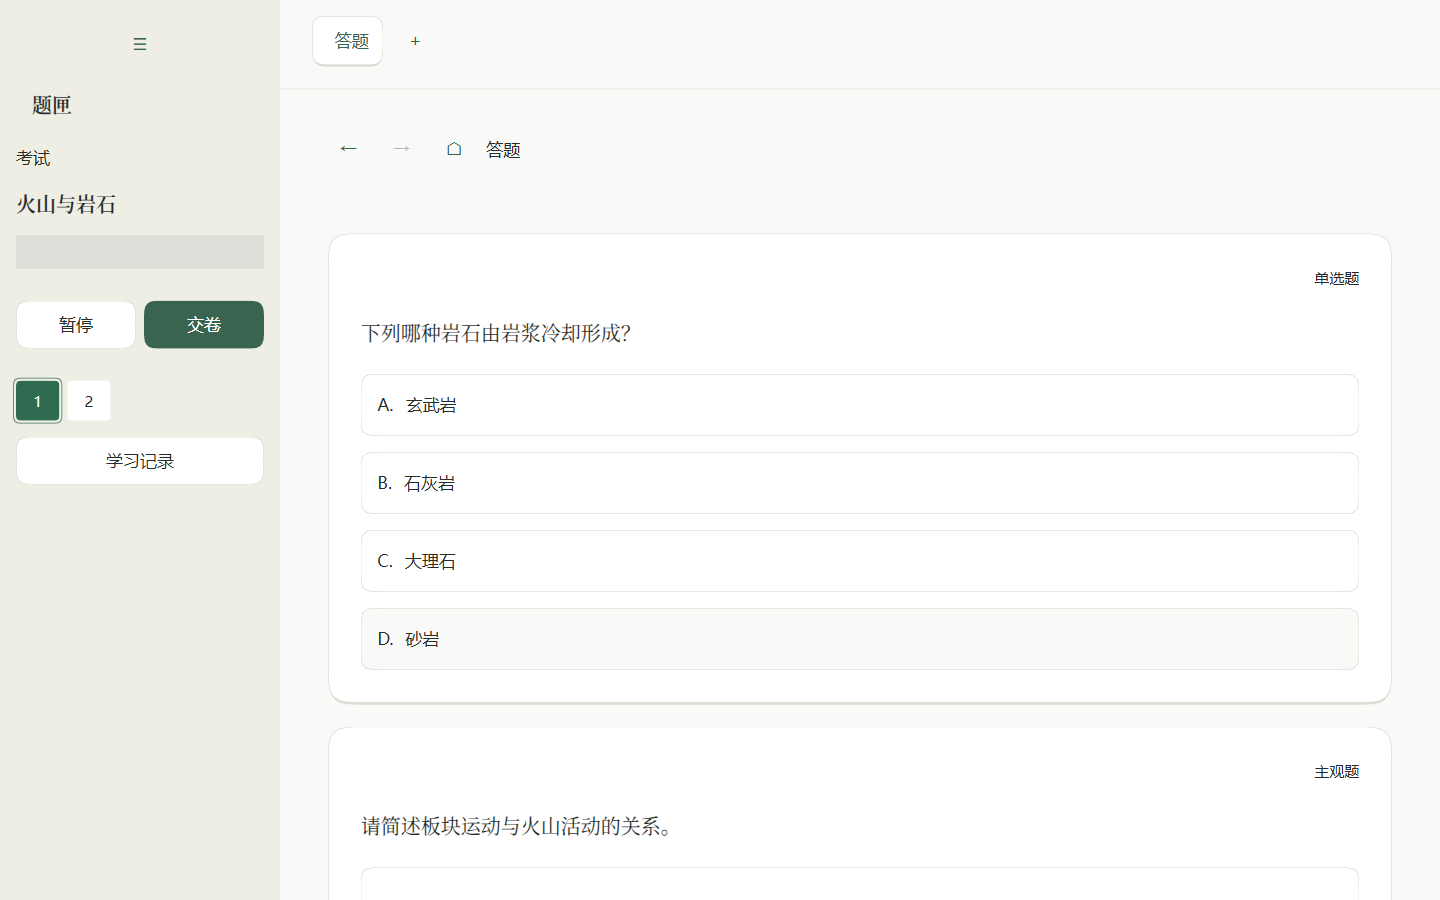 题匣
考试
火山与岩石
暂停
交卷
1
2
学习记录
答题
+
答题
单选题
下列哪种岩石由岩浆冷却形成?
A. 玄武岩
B. 石灰岩
C. 大理石
D. 砂岩
主观题
请简述板块运动与火山活动的关系。